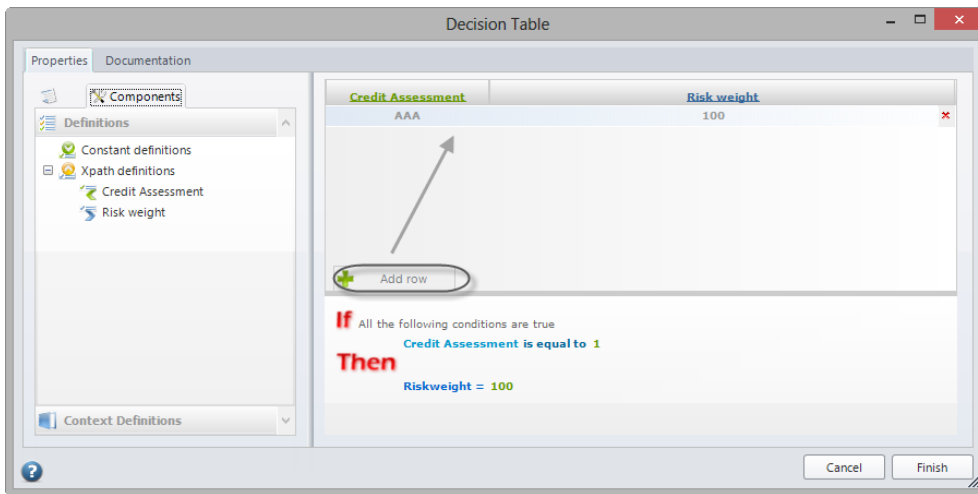 Decision Table
Properties Documentation
Components
Definitions
Constant definitions
Xpath definitions
Credit Assessment
Risk weight
Context Definitions
Credit Assessment Risk weight
AAA 100
Add row
If All the following conditions are true
Credit Assessment is equal to 1
Then
Riskweight = 100
Cancel Finish